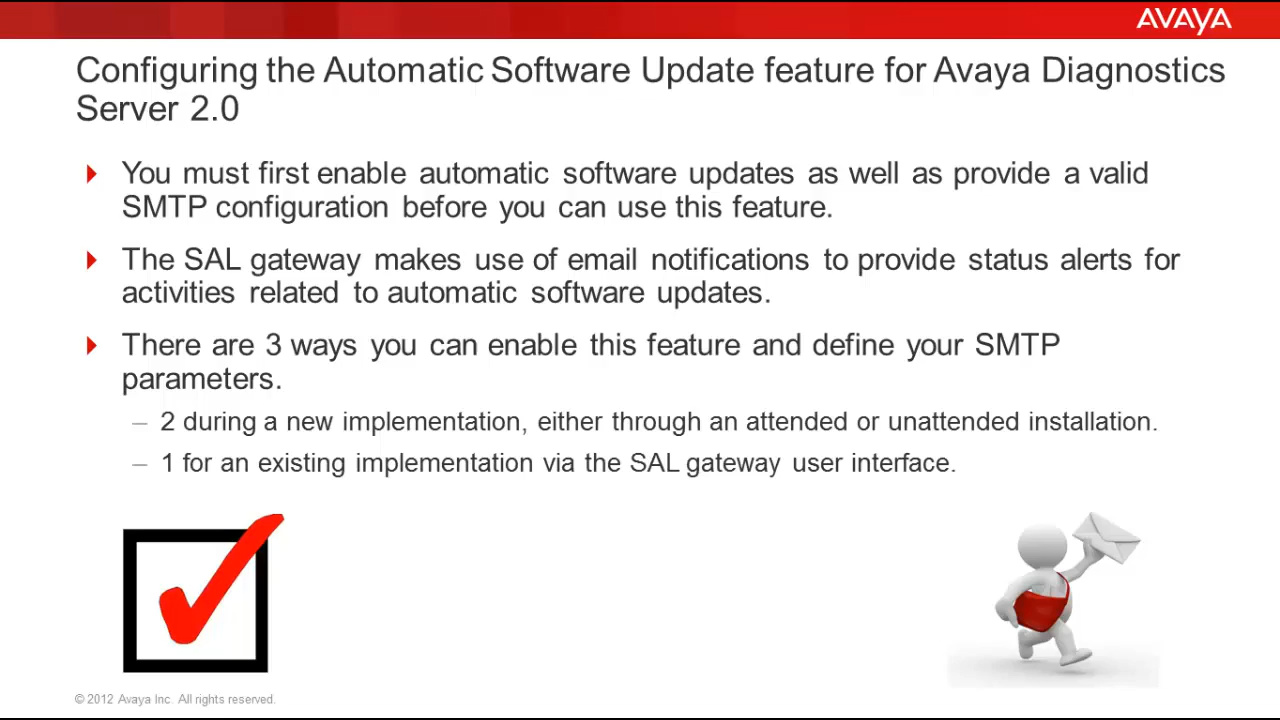 AVAYA
Configuring the Automatic Software Update feature for Avaya Diagnostics
Server 2.0
You must first enable automatic software updates as well as provide a valid
SMTP configuration before you can use this feature.
The SAL gateway makes use of email notifications to provide status alerts for
activities related to automatic software updates.
There are 3 ways you can enable this feature and define your SMTP
parameters.
– 2 during a new implementation, either through an attended or unattended installation.
– 1 for an existing implementation via the SAL gateway user interface.
© 2012 Avaya Inc. All rights reserved.